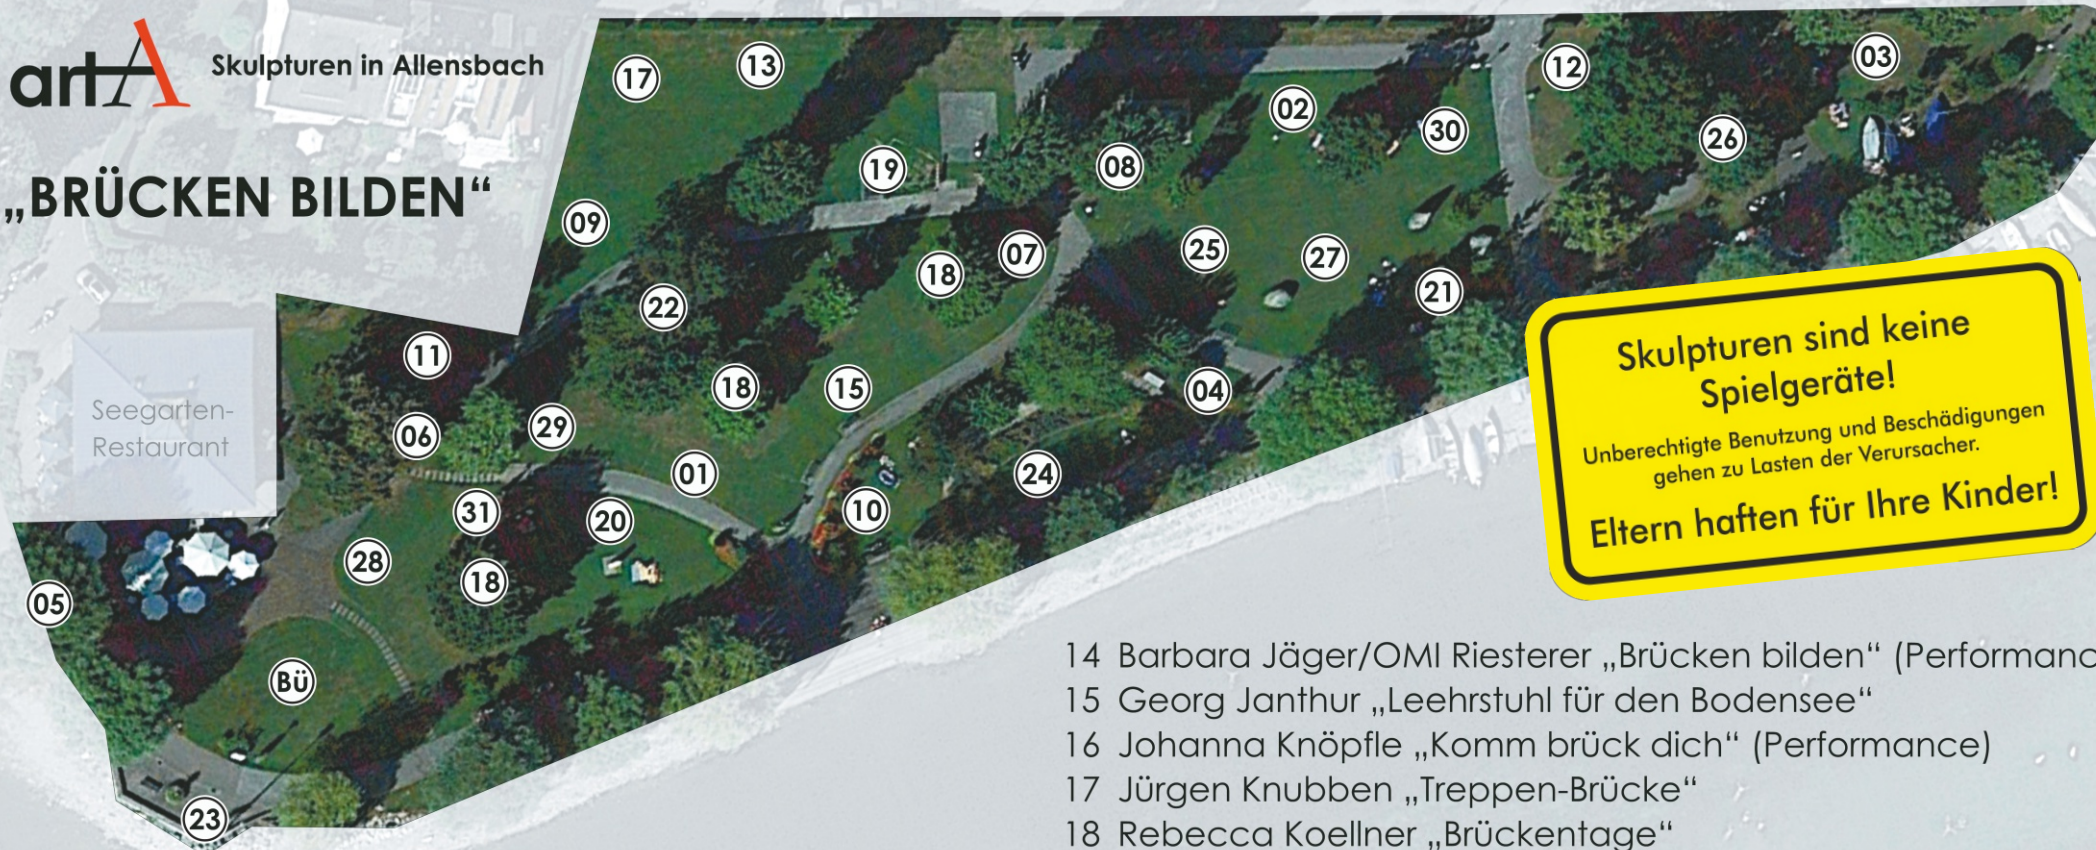 artA Skulpturen in Allensbach
„BRÜCKEN BILDEN“
17
13
12
03
02
30
26
19
08
09
07
25
27
18
21
22
11
Seegarten-
Restaurant
18
15
04
06
29
01
24
31
20
10
28
18
05
BÜ
23
Skulpturen sind keine
Spielgeräte!
Unberechtigte Benutzung und Beschädigungen
gehen zu Lasten der Verursacher.
Eltern haften für Ihre Kinder!
14 Barbara Jäger/OMI Riesterer „Brücken bilden“ (Performanc
15 Georg Janthur „Leehrstuhl für den Bodensee“
16 Johanna Knöpfle „Komm brück dich“ (Performance)
17 Jürgen Knubben „Treppen-Brücke“
18 Rebecca Koellner „Brückentage“